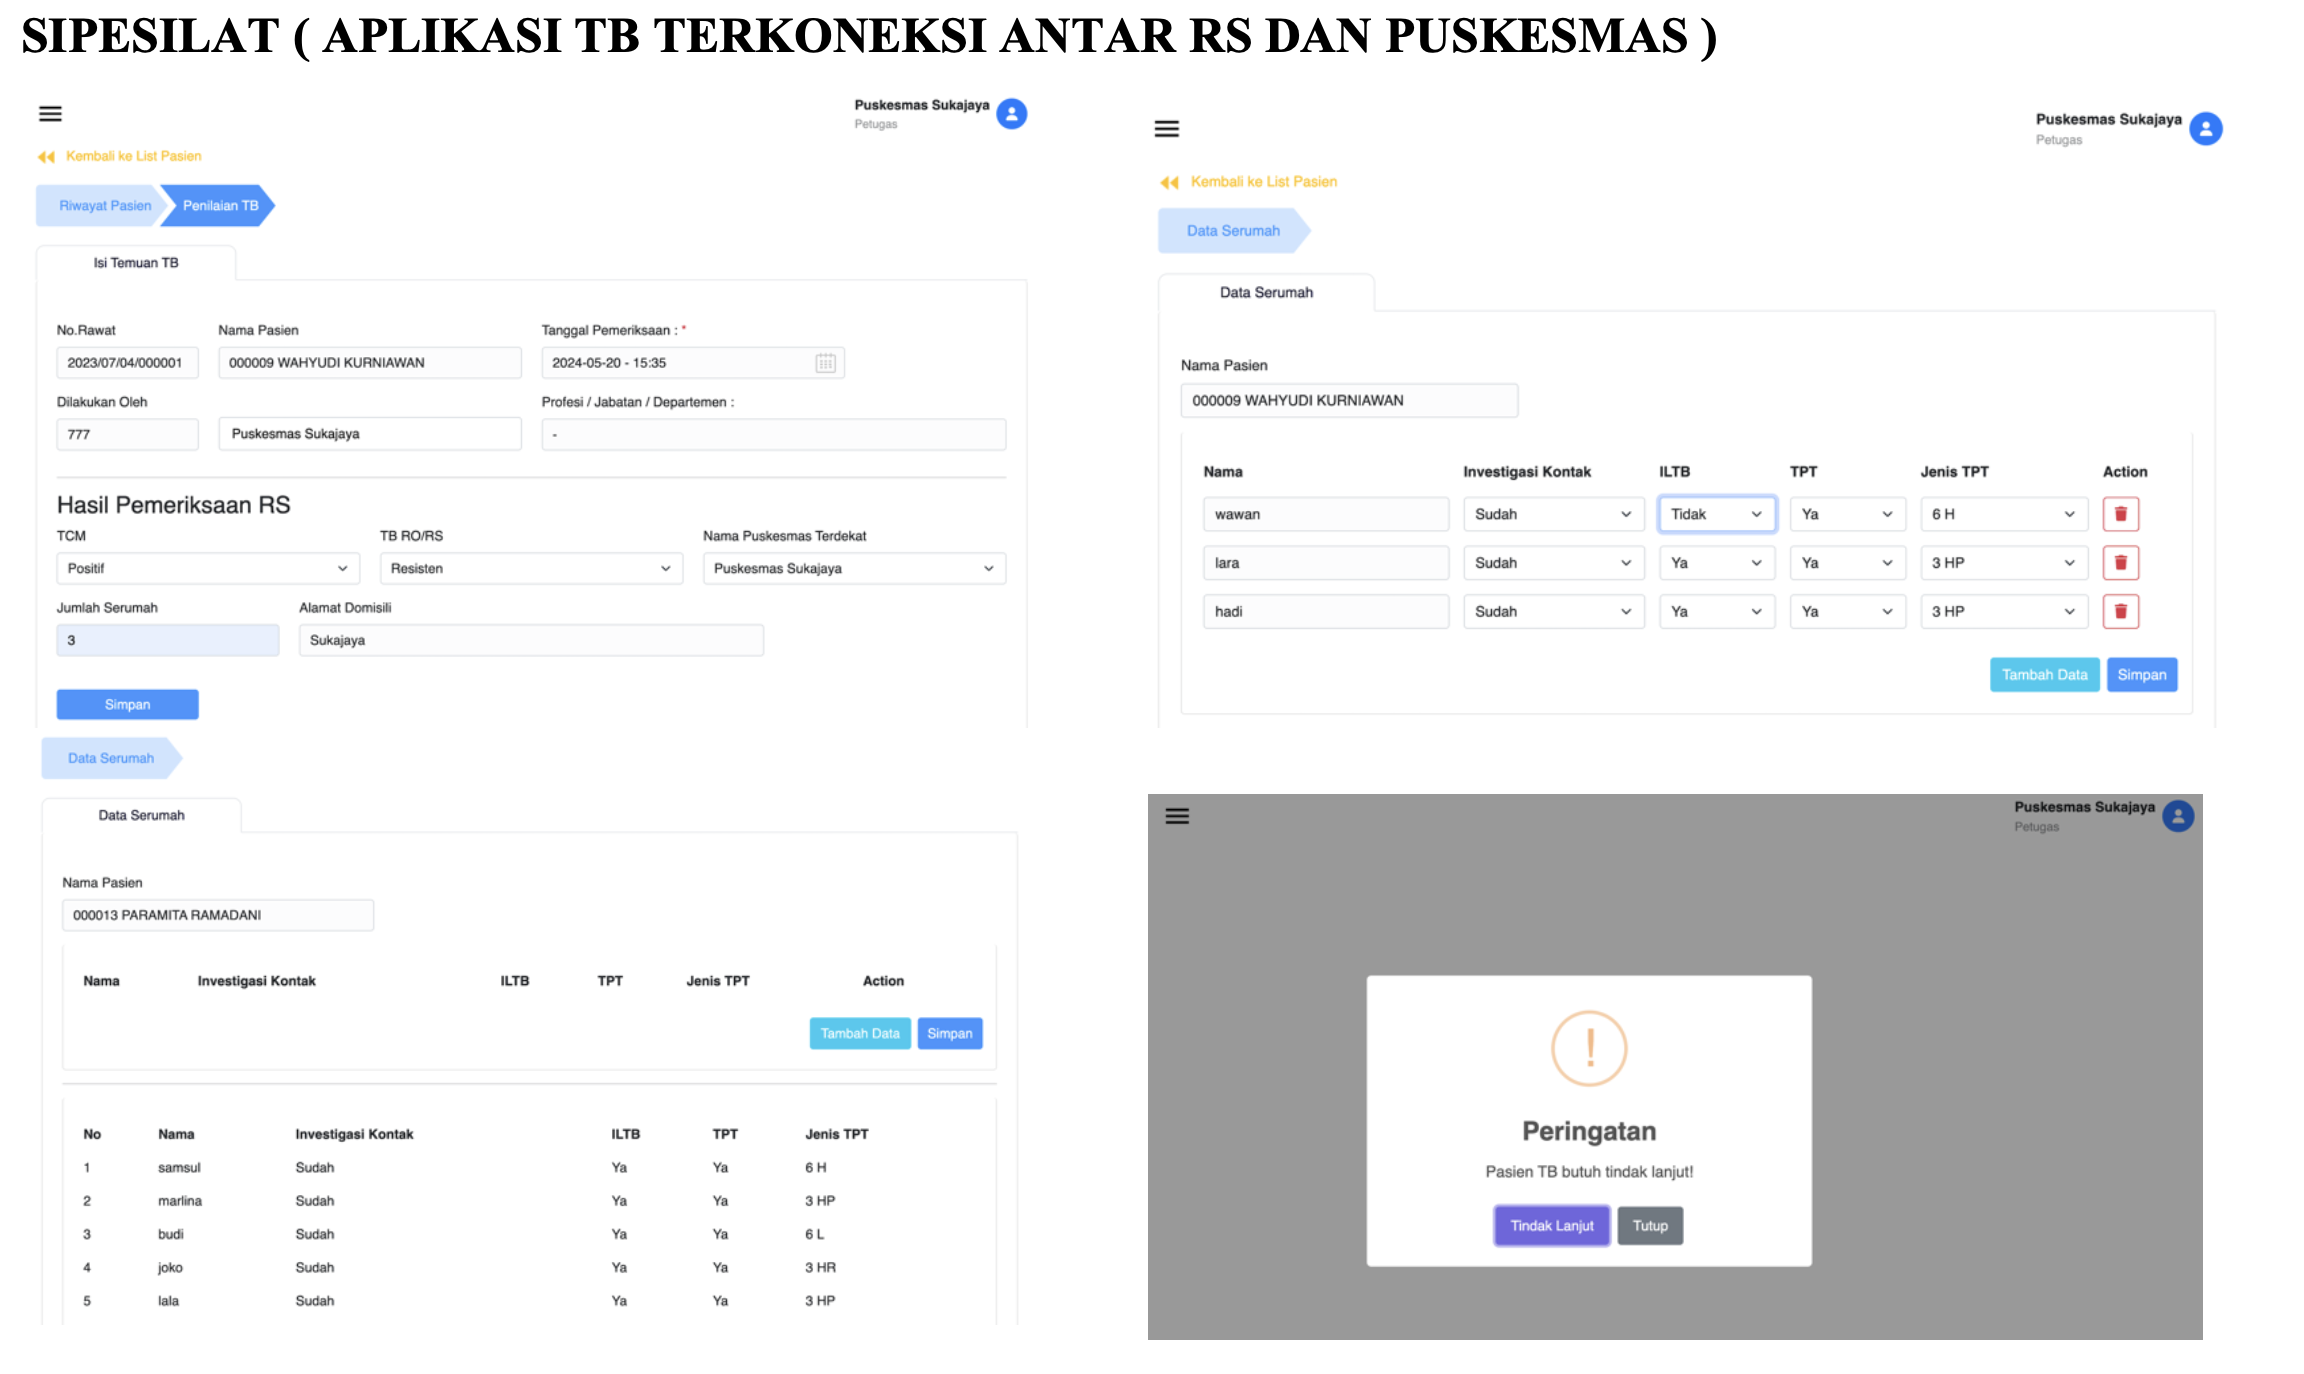 SIPESILAT ( APLIKASI TB TERKONEKSI ANTAR RS DAN PUSKESMAS )
Puskesmas Sukajaya
Petugas
Kembali ke List Pasien
Riwayat Pasien Penilaian TB
Isi Temuan TB
No.Rawat Nama Pasien Tanggal Pemeriksaan : *
2023/07/04/000001 000009 WAHYUDI KURNIAWAN 2024-05-20 - 15:35
Dilakukan Oleh Profesi / Jabatan / Departemen :
777 Puskesmas Sukajaya -
Hasil Pemeriksaan RS
TCM TB RO/RS Nama Puskesmas Terdekat
Positif Resisten Puskesmas Sukajaya
Jumlah Serumah Alamat Domisili
3 Sukajaya
Simpan
Puskesmas Sukajaya
Petugas
Kembali ke List Pasien
Data Serumah
Data Serumah
Nama Pasien
000009 WAHYUDI KURNIAWAN
Nama Investigasi Kontak ILTB TPT Jenis TPT Action
wawan Sudah Tidak Ya 6 H
lara Sudah Ya Ya 3 HP
hadi Sudah Ya Ya 3 HP
Tambah Data Simpan
Data Serumah
Data Serumah
Nama Pasien
000013 PARAMITA RAMADANI
Nama Investigasi Kontak ILTB TPT Jenis TPT Action
Tambah Data Simpan
No Nama Investigasi Kontak ILTB TPT Jenis TPT
1 samsul Sudah Ya Ya 6 H
2 marlina Sudah Ya Ya 3 HP
3 budi Sudah Ya Ya 6 L
4 joko Sudah Ya Ya 3 HR
5 lala Sudah Ya Ya 3 HP
Puskesmas Sukajaya
Petugas
Peringatan
Pasien TB butuh tindak lanjut!
Tindak Lanjut Tutup